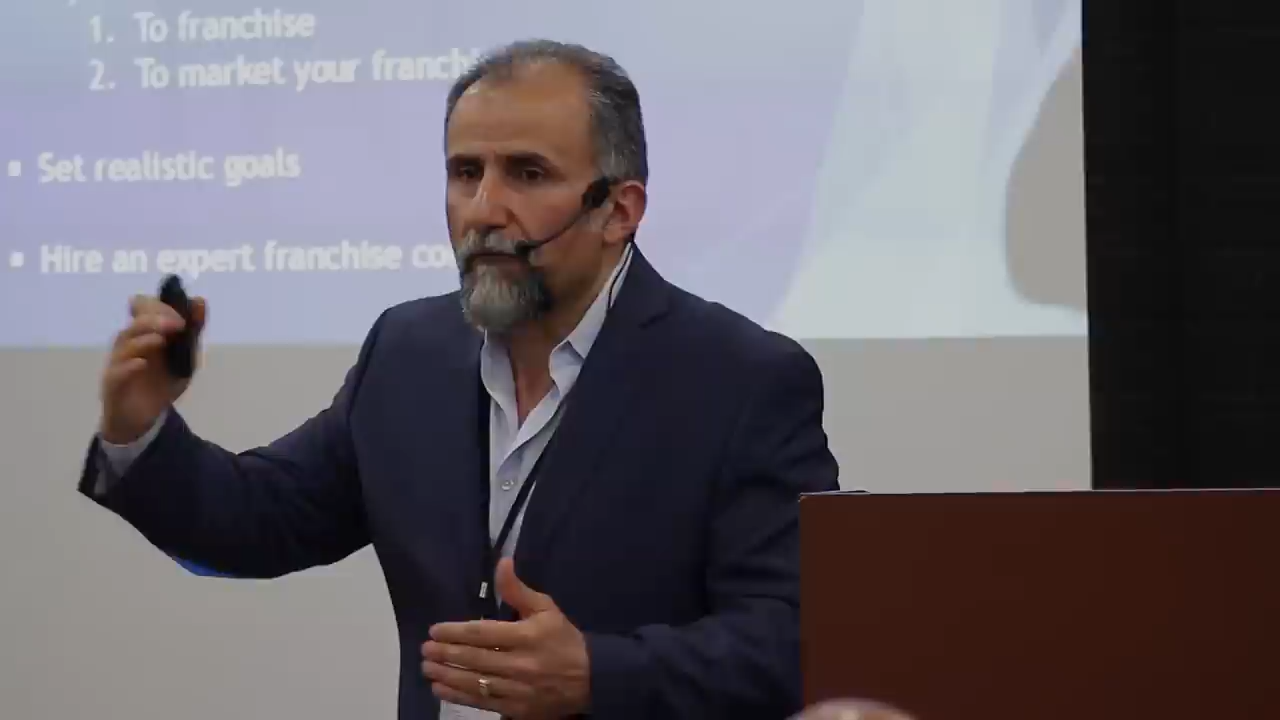 1. To franchise
2. To market your
▪ Set realistic goals
▪ Hire an expert franchise